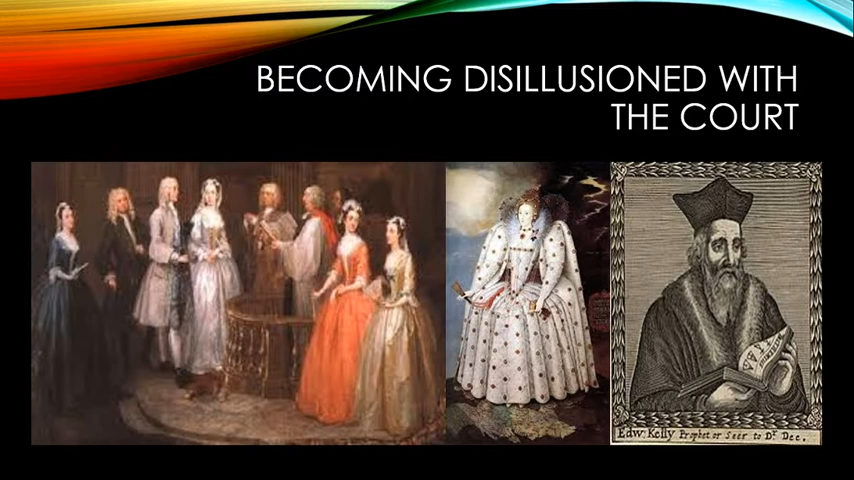 BECOMING DISILLUSIONED WITH
THE COURT
Edw: Kelly Prophet or Seer to Dr Dee.